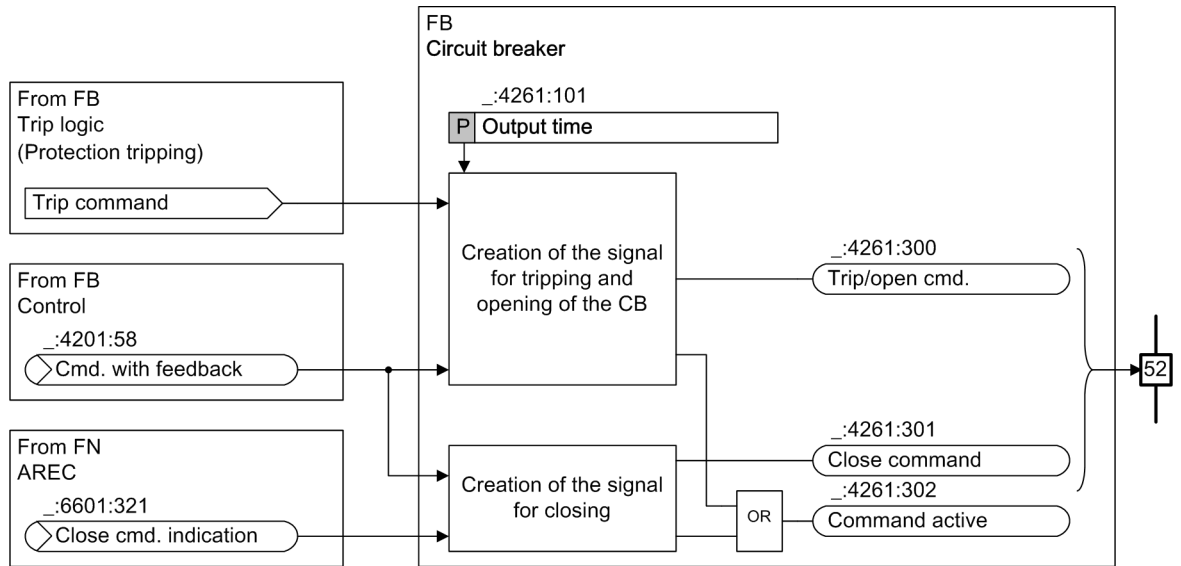 FB
Circuit breaker
From FB
Trip logic
(Protection tripping)
Trip command
_:4261:101
P Output time
Creation of the signal
for tripping and
opening of the CB
_:4261:300
Trip/open cmd.
From FB
Control
_:4201:58
Cmd. with feedback
52
From FN
AREC
_:6601:321
Close cmd. indication
Creation of the signal
for closing
OR
_:4261:301
Close command
_:4261:302
Command active